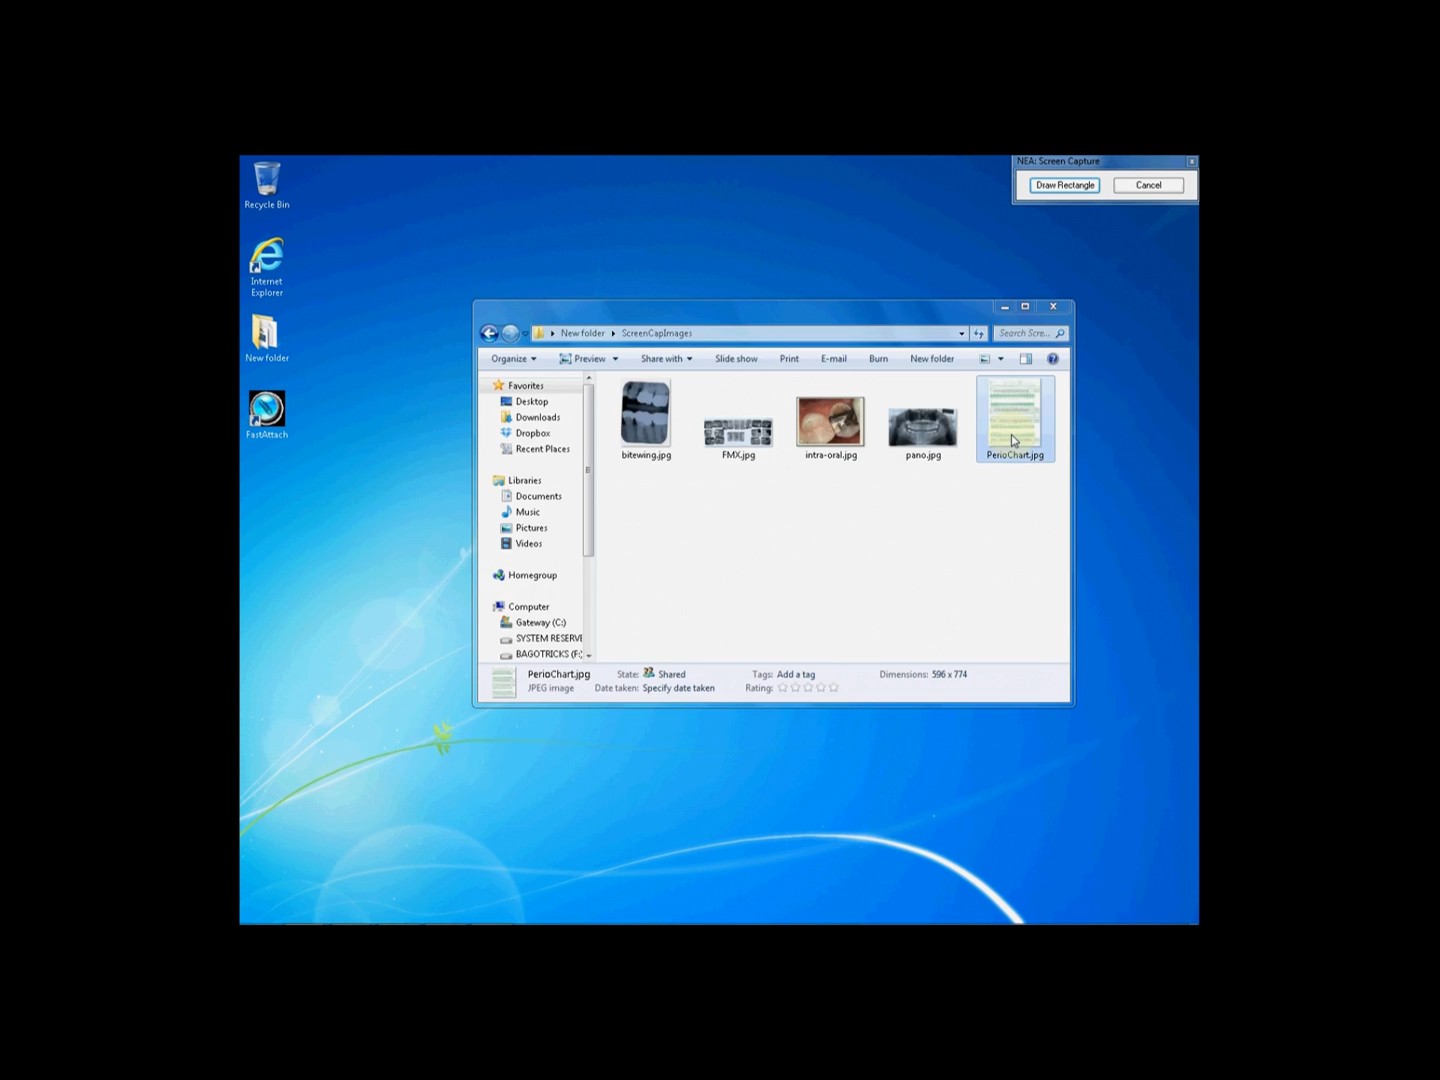 Recycle Bin
Internet
Explorer
New folder
FastAttach
NEA: Screen Capture
Draw Rectangle
Cancel
New folder
ScreenCapImages
Search Scre...
Organize
Preview
Share with
Slide show
Print
E-mail
Burn
New folder
Favorites
Desktop
Downloads
Dropbox
Recent Places
Libraries
Documents
Music
Pictures
Videos
Homegroup
Computer
Gateway (C:)
SYSTEM RESERVE
BAGOTRICKS (F:
bitewing.jpg
FMX.jpg
intra-oral.jpg
pano.jpg
PerioChart.jpg
PerioChart.jpg State: Shared Tags: Add a tag Dimensions: 596 x 774
JPEG image Date taken: Specify date taken Rating: